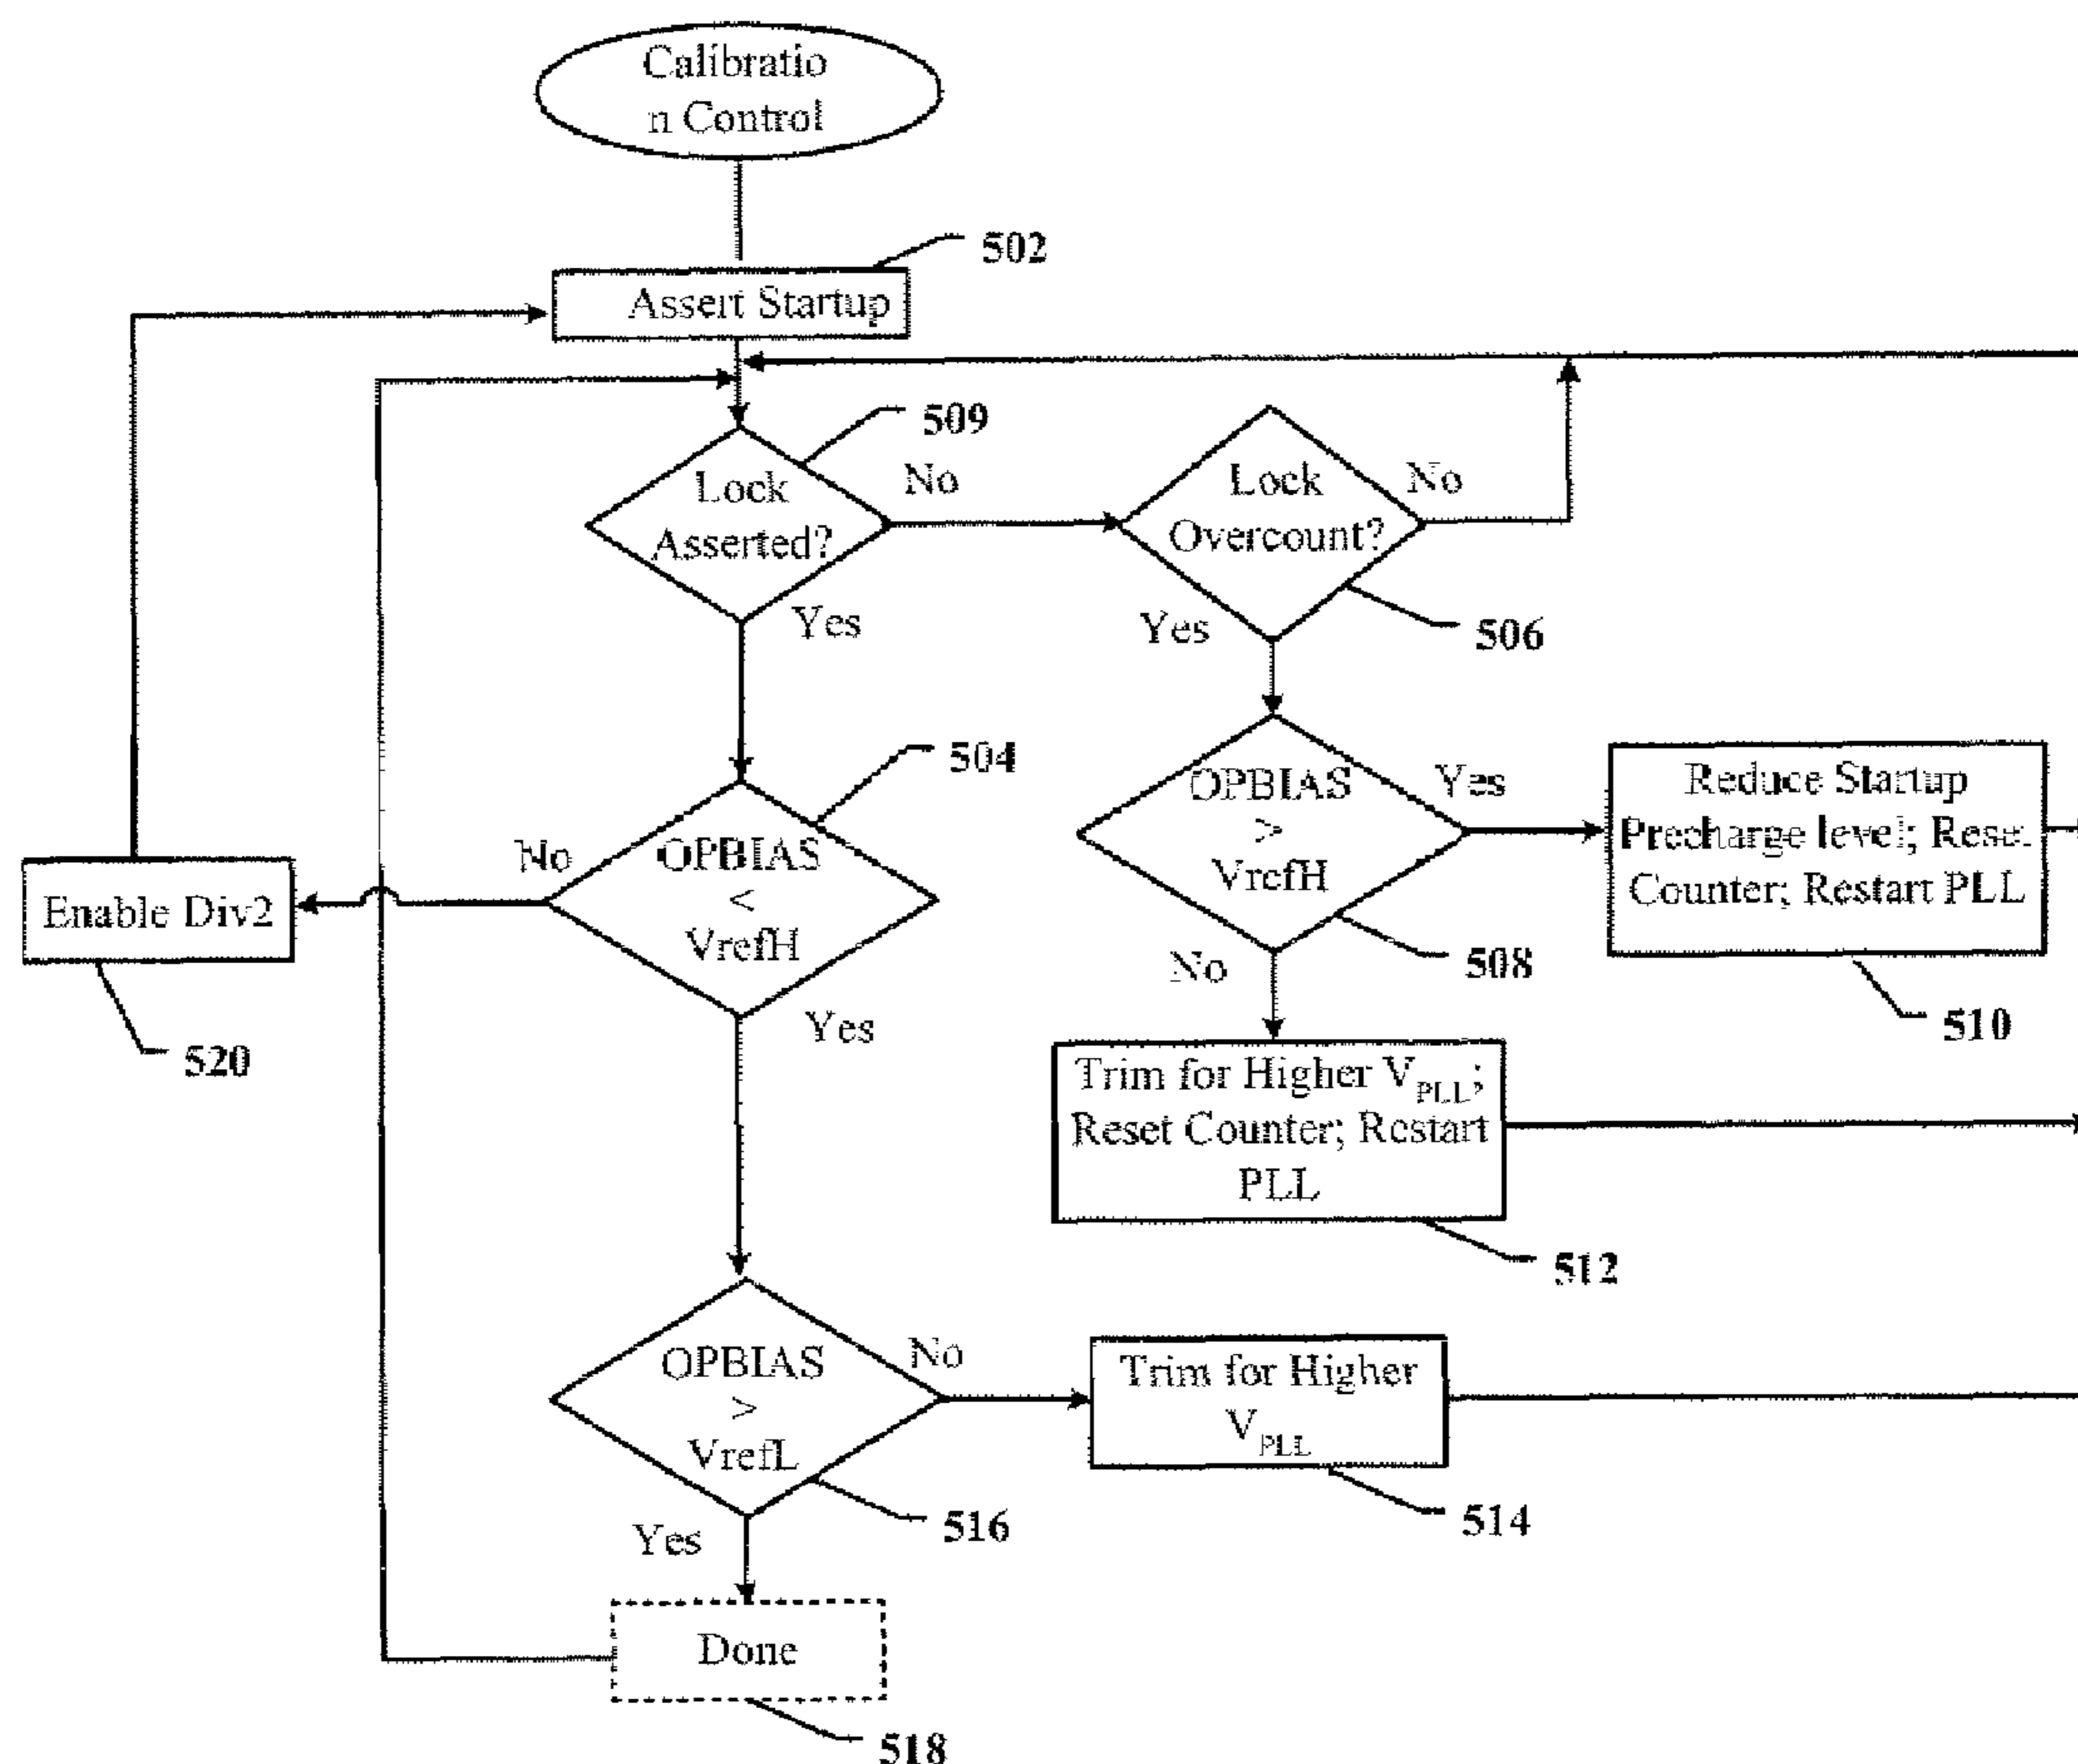 Calibratio
n Control
502
Assert Startup
509
Lock
Asserted?
No
Yes
Lock
Overcount?
No
Yes
506
504
OPBIAS
<
VrefH
No
Yes
Enable Div2
520
OPBIAS
>
VrefH
Yes
No
508
Reduce Startup
Precharge level; Reset
Counter; Restart PLL
510
Trim for Higher VPLL;
Reset Counter; Restart
PLL
512
OPBIAS
>
VrefL
No
Yes
516
Trim for Higher
VPLL
514
Done
518